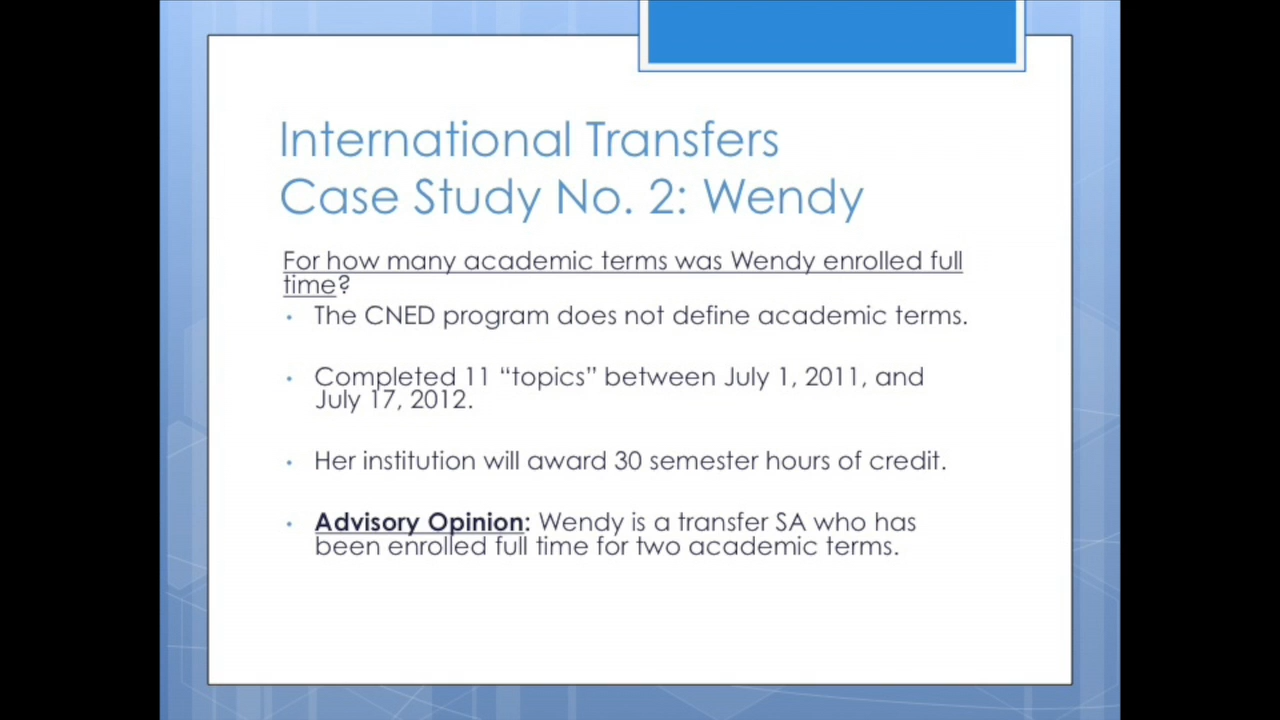 International Transfers
Case Study No. 2: Wendy
For how many academic terms was Wendy enrolled full
time?
• The CNED program does not define academic terms.
• Completed 11 “topics” between July 1, 2011, and
July 17, 2012.
• Her institution will award 30 semester hours of credit.
• Advisory Opinion: Wendy is a transfer SA who has
been enrolled full time for two academic terms.